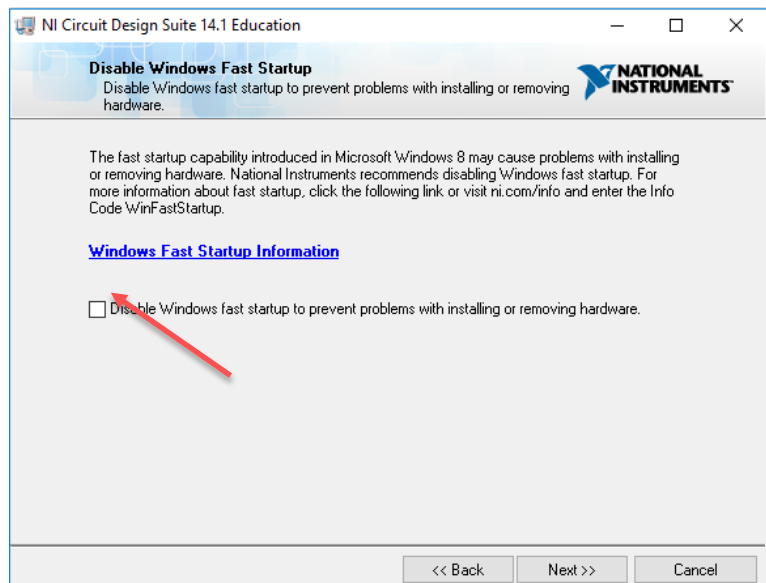 NI Circuit Design Suite 14.1 Education
Disable Windows Fast Startup
Disable Windows fast startup to prevent problems with installing or removing
hardware.
NATIONAL
INSTRUMENTS™
The fast startup capability introduced in Microsoft Windows 8 may cause problems with installing
or removing hardware. National Instruments recommends disabling Windows fast startup. For
more information about fast startup, click the following link or visit ni.com/info and enter the Info
Code WinFastStartup.
Windows Fast Startup Information
Disable Windows fast startup to prevent problems with installing or removing hardware.
<< Back
Next >>
Cancel